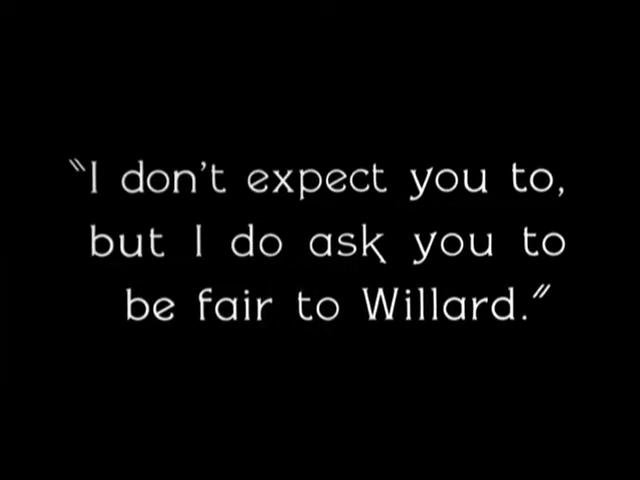 "I don't expect you to,
but I do ask you to
be fair to Willard."